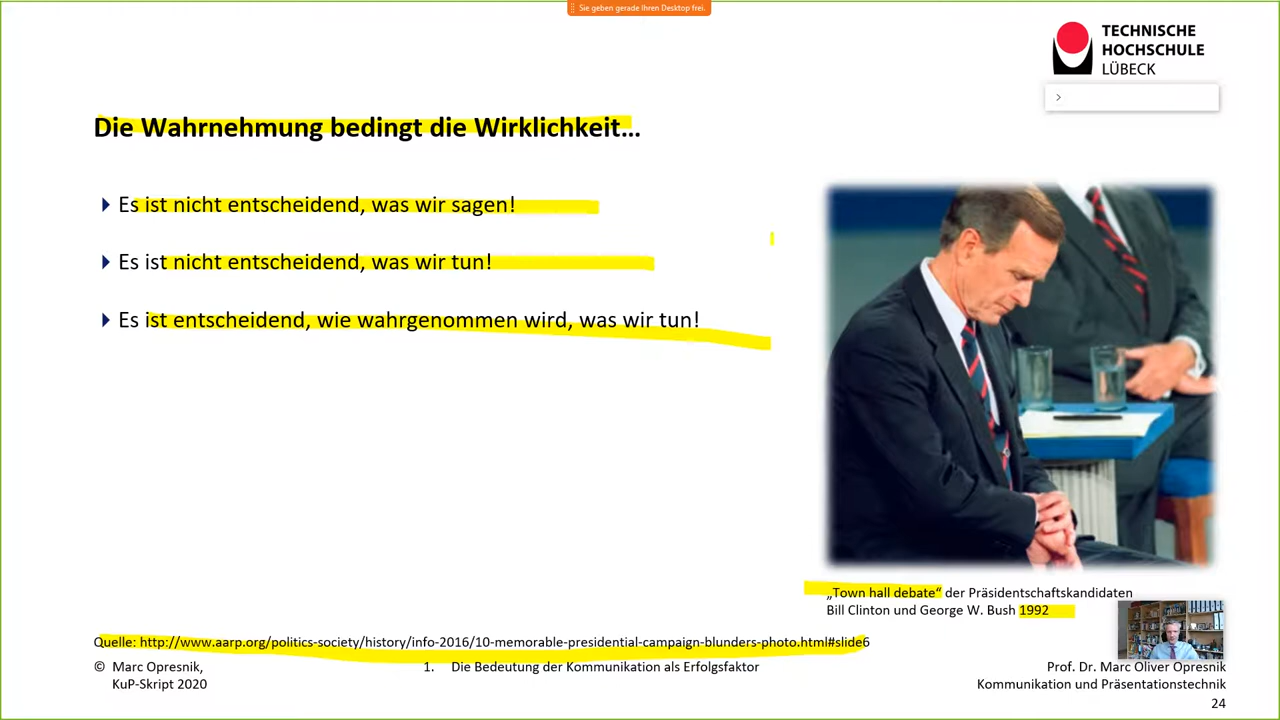 Sie geben gerade Ihren Desktop frei.
TECHNISCHE
HOCHSCHULE
LÜBECK
Die Wahrnehmung bedingt die Wirklichkeit…
Es ist nicht entscheidend, was wir sagen!
Es ist nicht entscheidend, was wir tun!
Es ist entscheidend, wie wahrgenommen wird, was wir tun!
„Town hall debate“ der Präsidentschaftskandidaten
Bill Clinton und George W. Bush 1992
Quelle: http://www.aarp.org/politics-society/history/info-2016/10-memorable-presidential-campaign-blunders-photo.html#slide6
© Marc Opresnik,
KuP-Skript 2020
1. Die Bedeutung der Kommunikation als Erfolgsfaktor
Prof. Dr. Marc Oliver Opresnik
Kommunikation und Präsentationstechnik
24